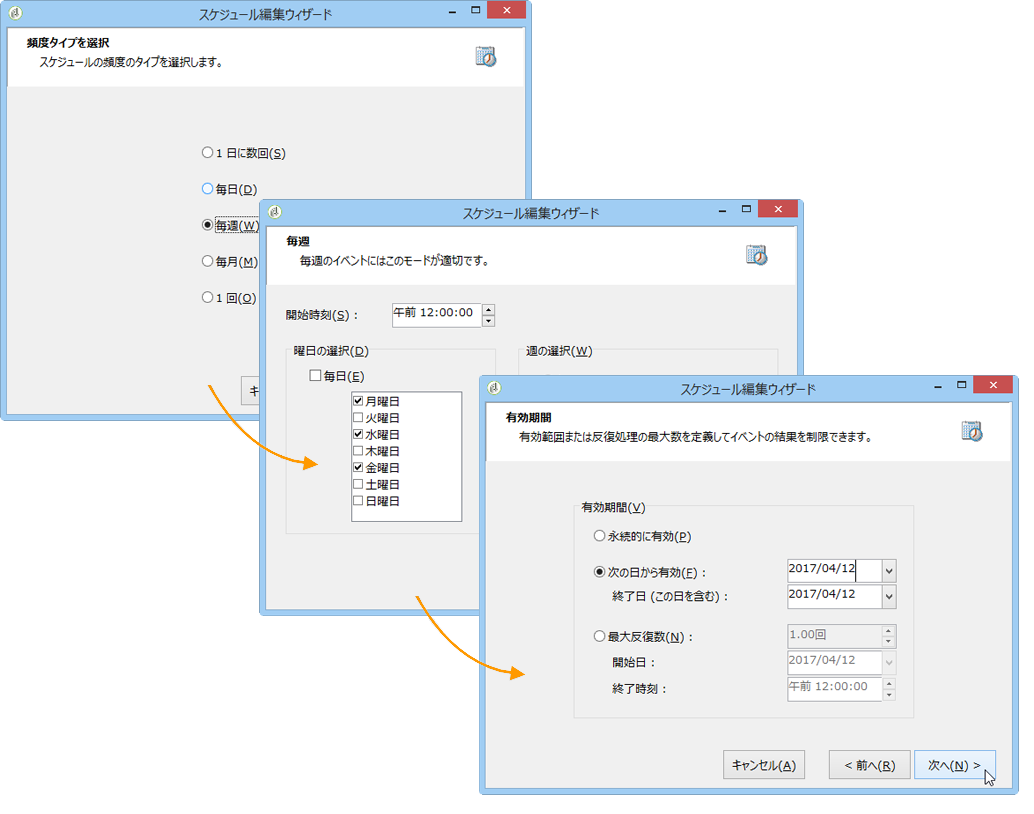 スケジュール編集ウィザード
頻度タイプを選択
スケジュールの頻度のタイプを選択します。
1 日に数回(S)
毎日(D)
毎週(W)
毎月(M)
1 回(O)
キ
スケジュール編集ウィザード
毎週
毎週のイベントにはこのモードが適切です。
開始時刻(S) :
午前 12:00:00
曜日の選択(D)
毎日(E)
月曜日
火曜日
水曜日
木曜日
金曜日
土曜日
日曜日
週の選択(W)
スケジュール編集ウィザード
有効期間
有効範囲または反復処理の最大数を定義してイベントの結果を制限できます。
有効期間(V)
永続的に有効(P)
次の日から有効(F) :
2017/04/12
終了日 (この日を含む) :
2017/04/12
最大反復数(N) :
1.00回
開始日 :
2017/04/12
終了時刻 :
午前 12:00:00
キャンセル(A)
< 前へ(R)
次へ(N) >